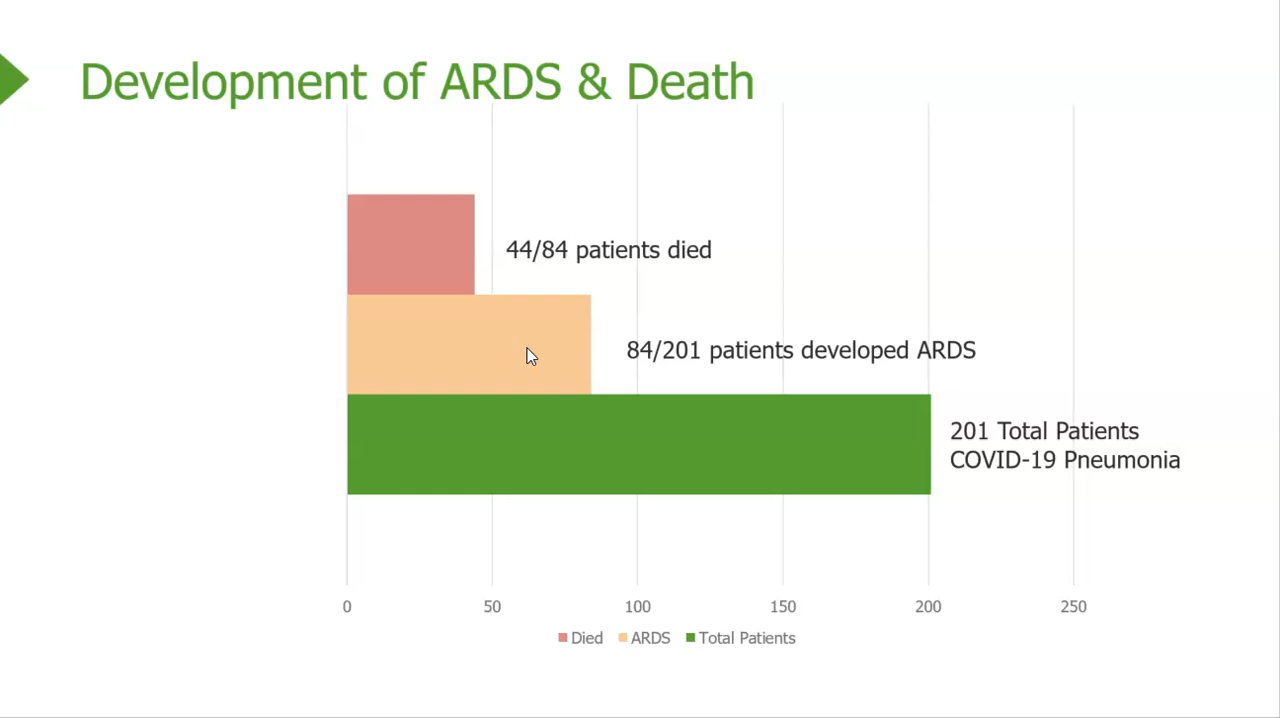 Development of ARDS & Death
44/84 patients died
84/201 patients developed ARDS
201 Total Patients
COVID-19 Pneumonia
0 50 100 150 200 250
Died ARDS Total Patients